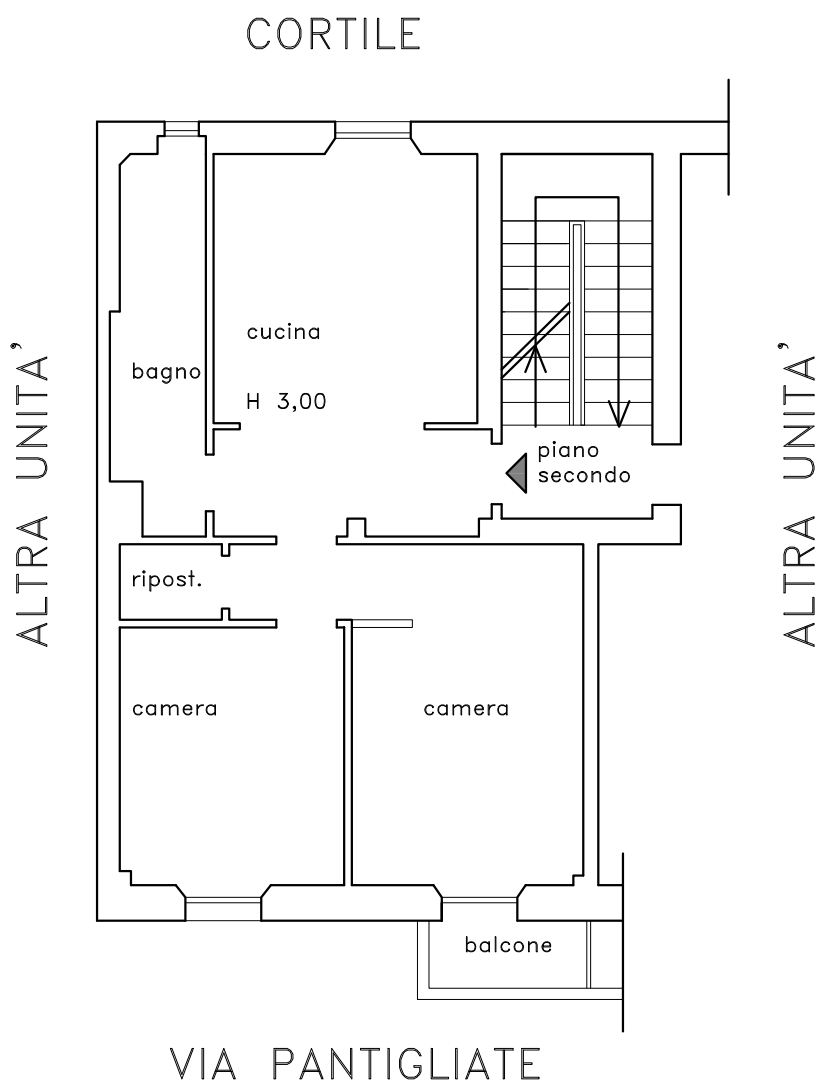 CORTILE
cucina
bagno
H 3,00
piano
secondo
ALTRA UNITA'
ALTRA UNITA'
ripost.
camera
camera
balcone
VIA PANTIGLIATE